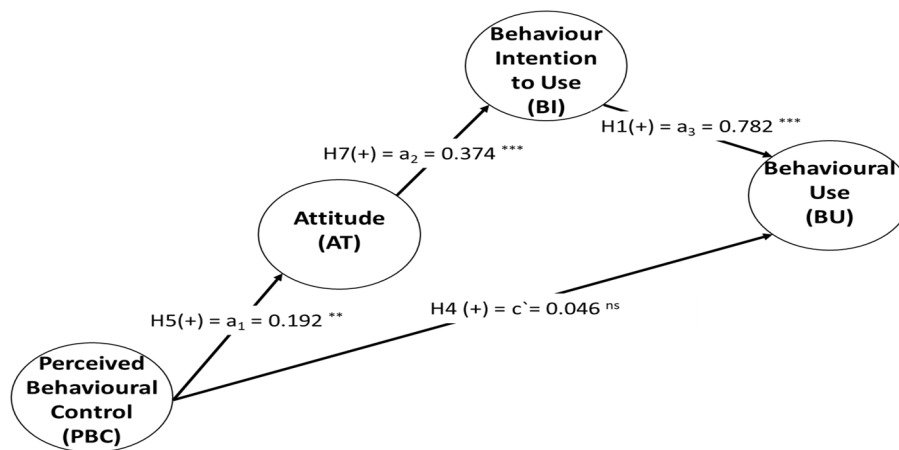 Behaviour
Intention
to Use
(BI)
H1(+) = a₃ = 0.782 ***
H7(+) = a₂ = 0.374 ***
Behavioural
Use
(BU)
Attitude
(AT)
H5(+) = a₁ = 0.192 **
H4 (+) = c`= 0.046 ns
Perceived
Behavioural
Control
(PBC)